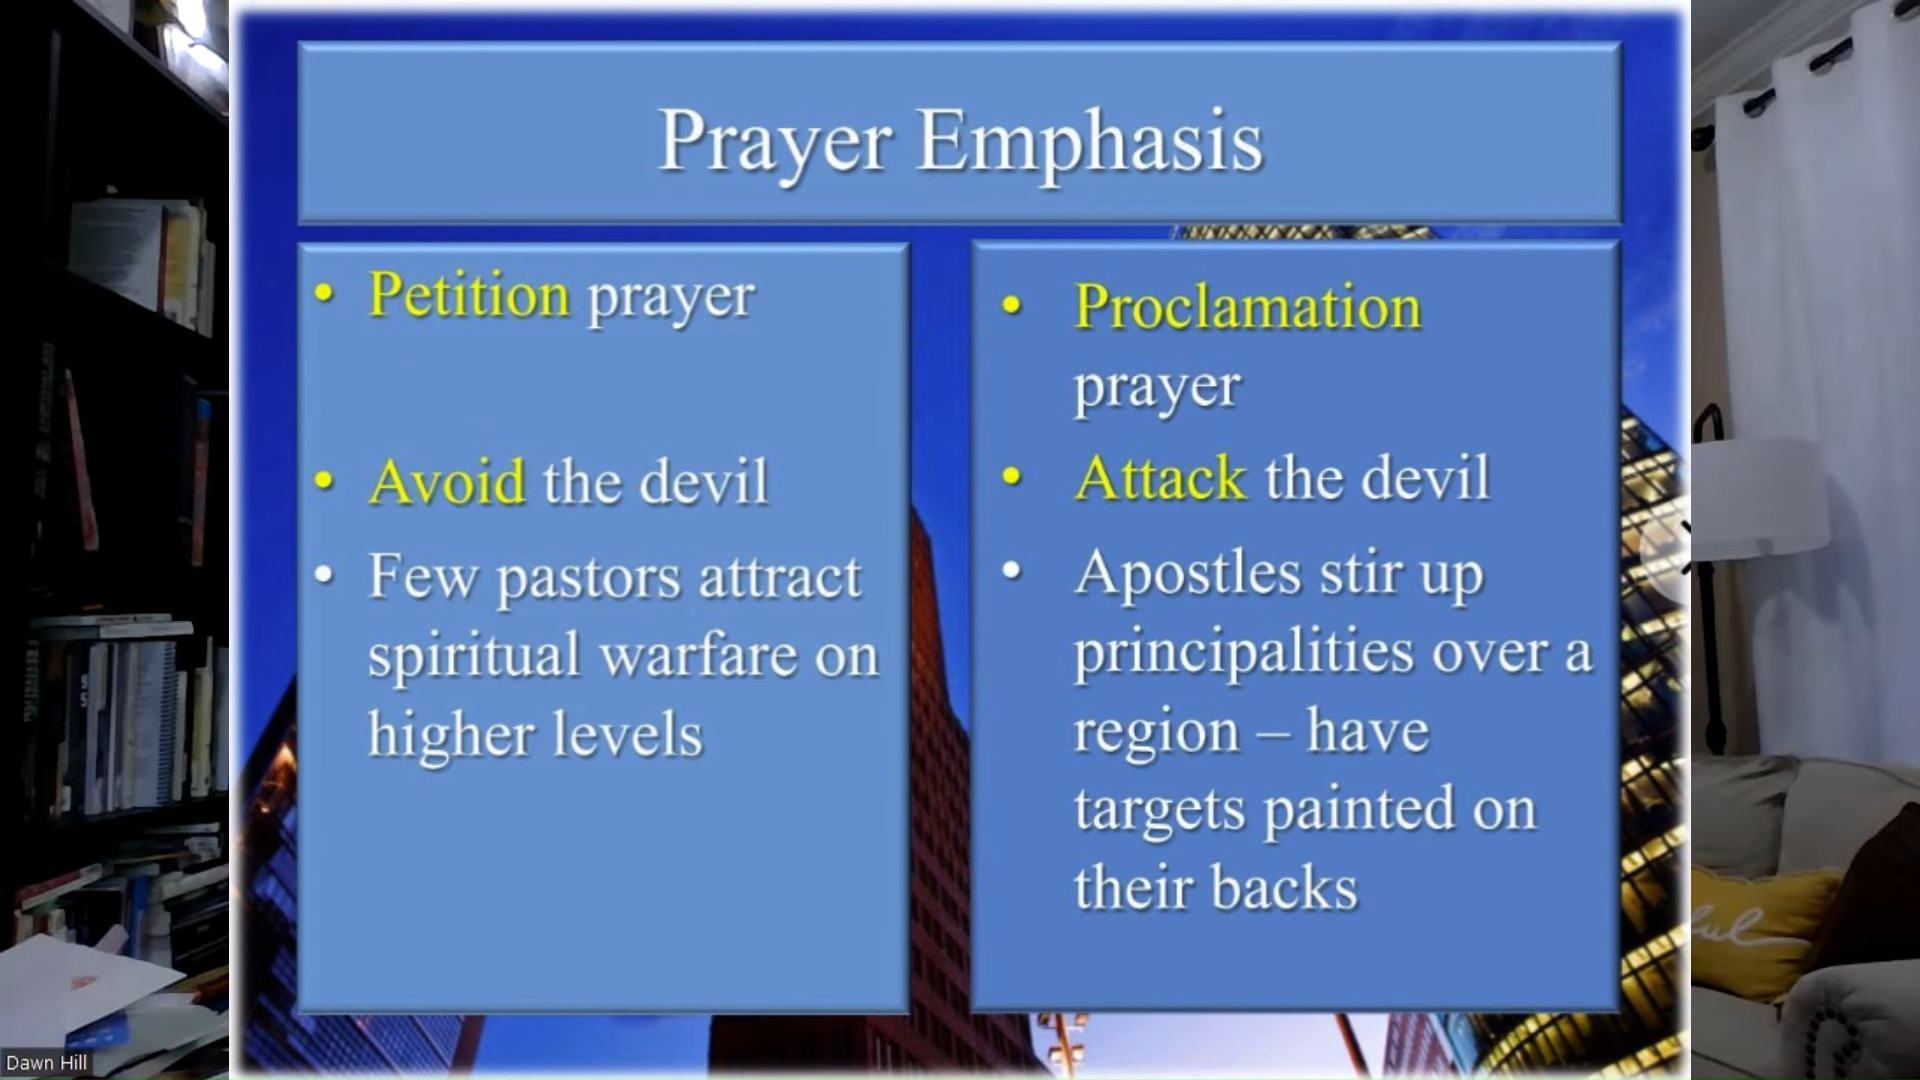 Prayer Emphasis
• Petition prayer
• Avoid the devil
• Few pastors attract
spiritual warfare on
higher levels
• Proclamation
prayer
• Attack the devil
• Apostles stir up
principalities over a
region – have
targets painted on
their backs
ful
Dawn Hill